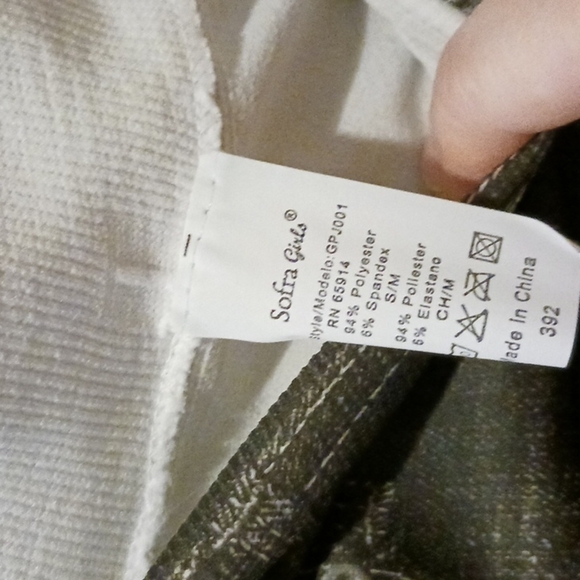 Sofra Girls®
Style/Modelo:GPJ001
RN 65914
94% Polyester
6% Spandex
S/M
94% Poliester
6% Elastano
CH/M
Made In China
392